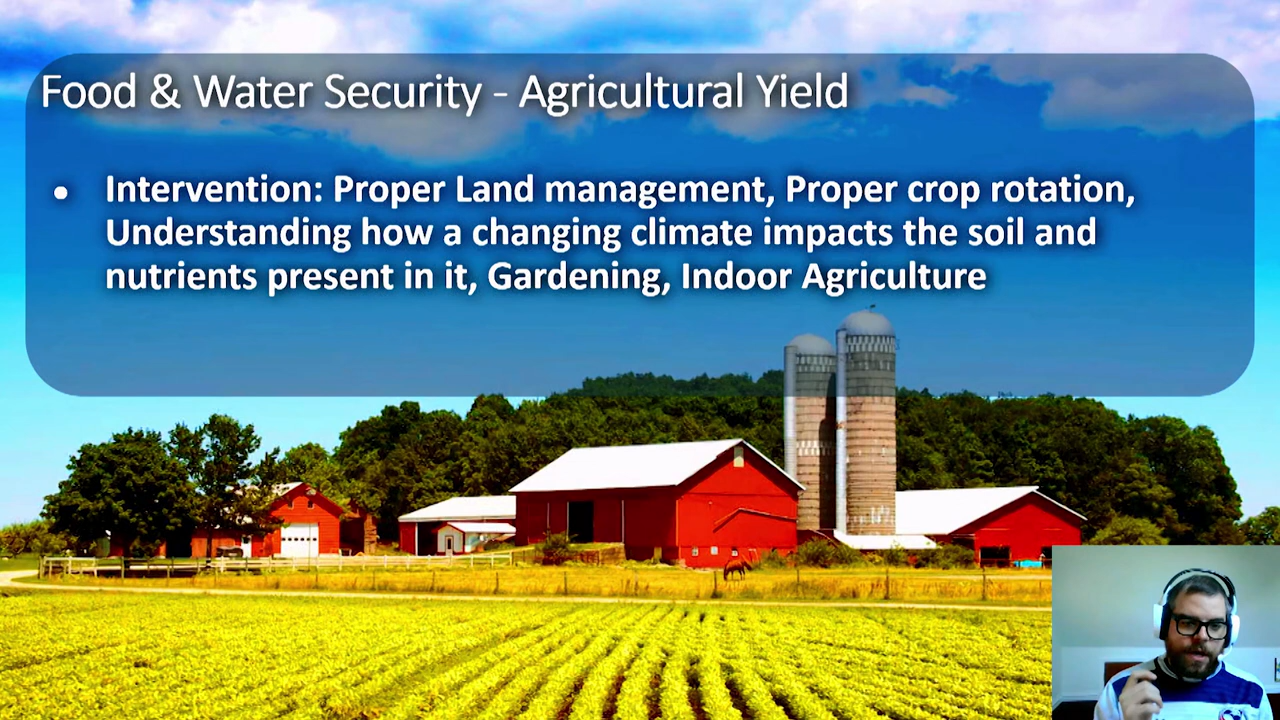 Food & Water Security - Agricultural Yield
• Intervention: Proper Land management, Proper crop rotation,
Understanding how a changing climate impacts the soil and
nutrients present in it, Gardening, Indoor Agriculture